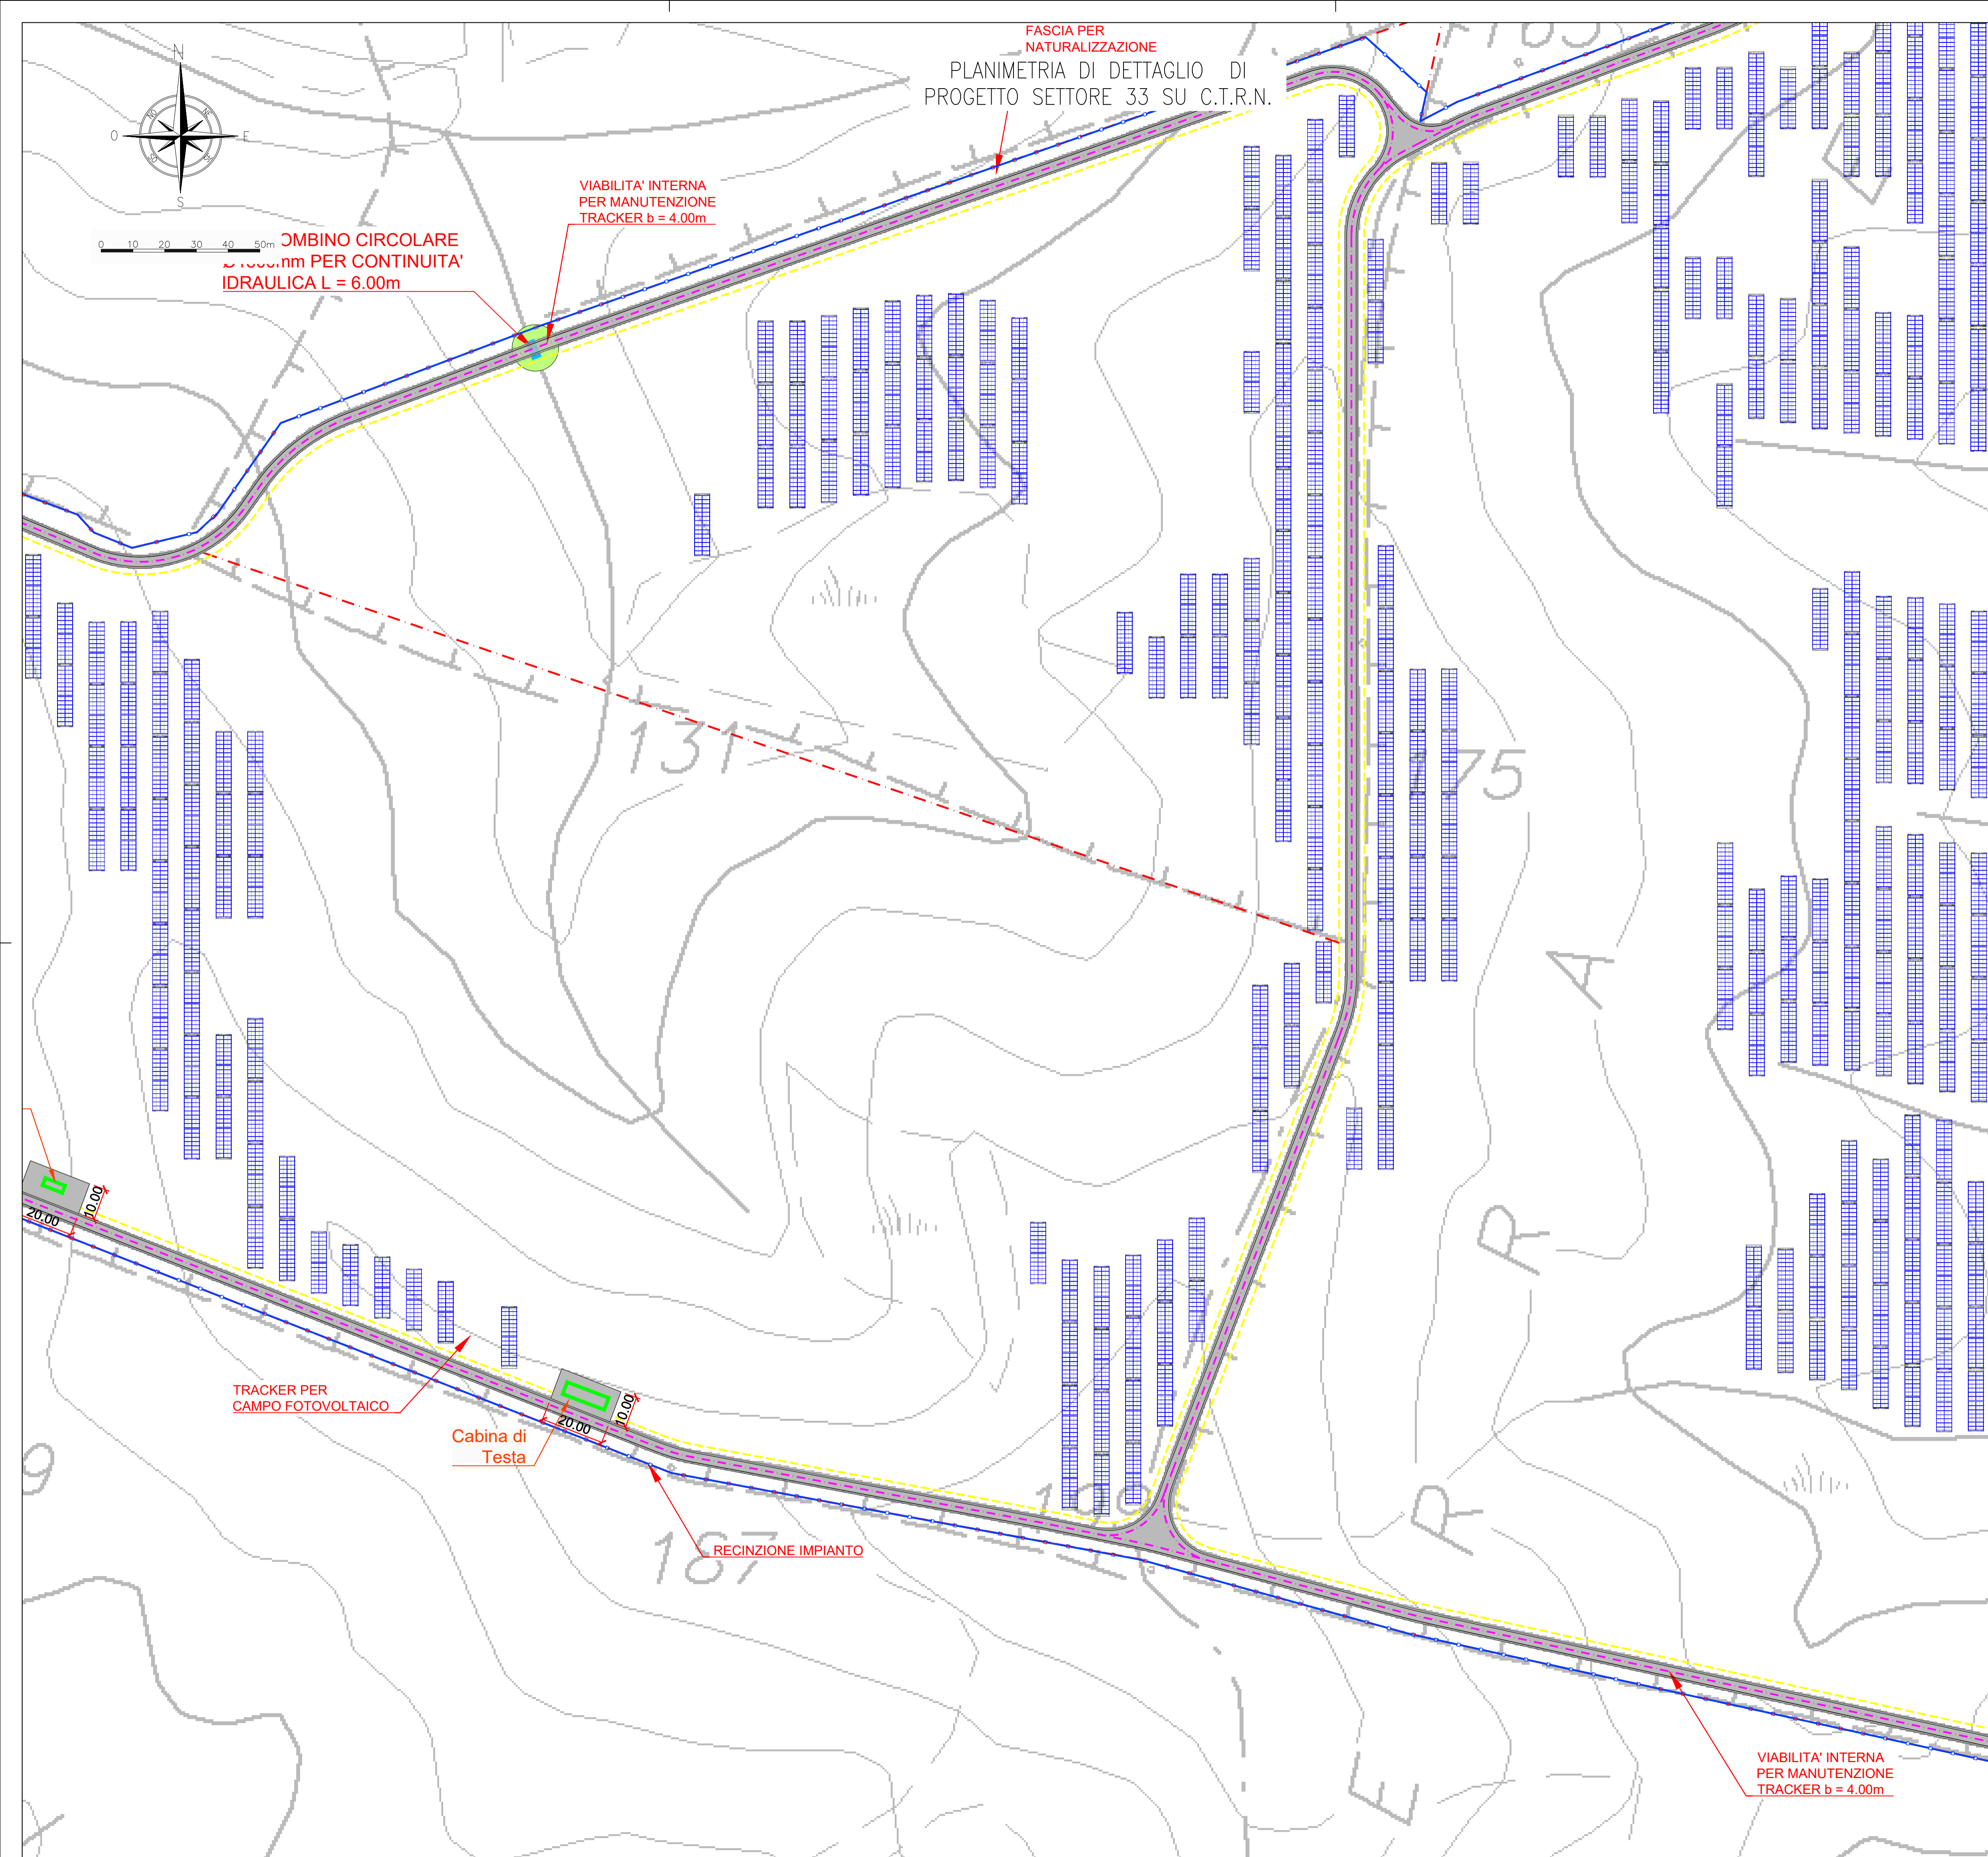 FASCIA PER
NATURALIZZAZIONE
PLANIMETRIA DI DETTAGLIO DI
PROGETTO SETTORE 33 SU C.T.R.N.
N
O
E
S
VIABILITA' INTERNA
PER MANUTENZIONE
TRACKER b = 4.00m
0 10 20 30 40 50m
OMBINO CIRCOLARE
mm PER CONTINUITA'
IDRAULICA L = 6.00m
131
75
A
R
R
E
20.00
10.00
TRACKER PER
CAMPO FOTOVOLTAICO
Cabina di
Testa
20.00
10.00
9
187
RECINZIONE IMPIANTO
VIABILITA' INTERNA
PER MANUTENZIONE
TRACKER b = 4.00m